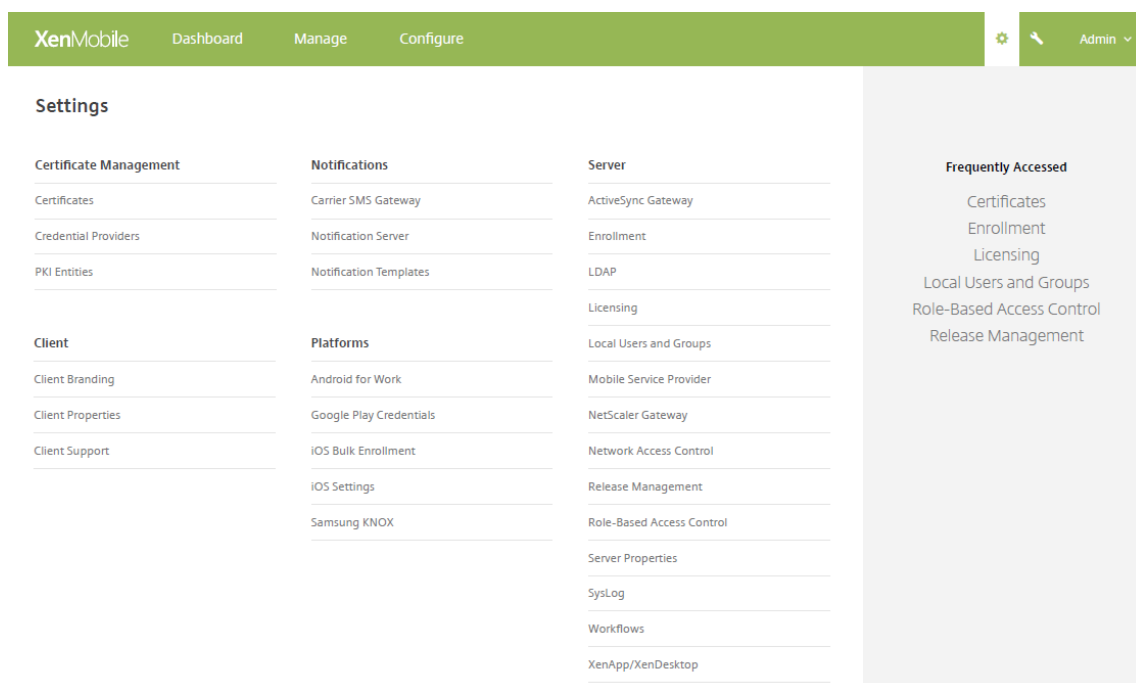 XenMobile Dashboard Manage Configure Admin
Settings
Certificate Management
Certificates
Credential Providers
PKI Entities
Client
Client Branding
Client Properties
Client Support
Notifications
Carrier SMS Gateway
Notification Server
Notification Templates
Platforms
Android for Work
Google Play Credentials
iOS Bulk Enrollment
iOS Settings
Samsung KNOX
Server
ActiveSync Gateway
Enrollment
LDAP
Licensing
Local Users and Groups
Mobile Service Provider
NetScaler Gateway
Network Access Control
Release Management
Role-Based Access Control
Server Properties
SysLog
Workflows
XenApp/XenDesktop
Frequently Accessed
Certificates
Enrollment
Licensing
Local Users and Groups
Role-Based Access Control
Release Management